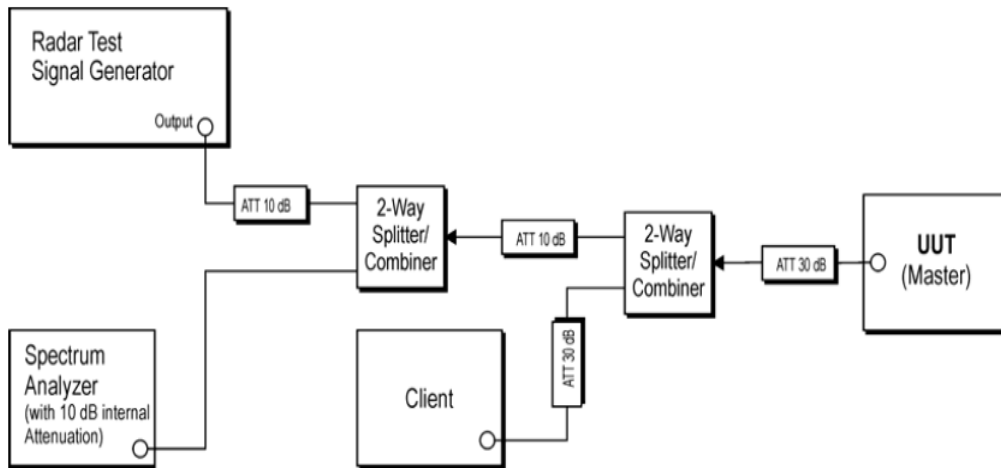 Radar Test
Signal Generator
Output
ATT 10 dB
2-Way
Splitter/
Combiner
ATT 10 dB
2-Way
Splitter/
Combiner
ATT 30 dB
UUT
(Master)
Spectrum
Analyzer
(with 10 dB internal
Attenuation)
Client
ATT 30 dB